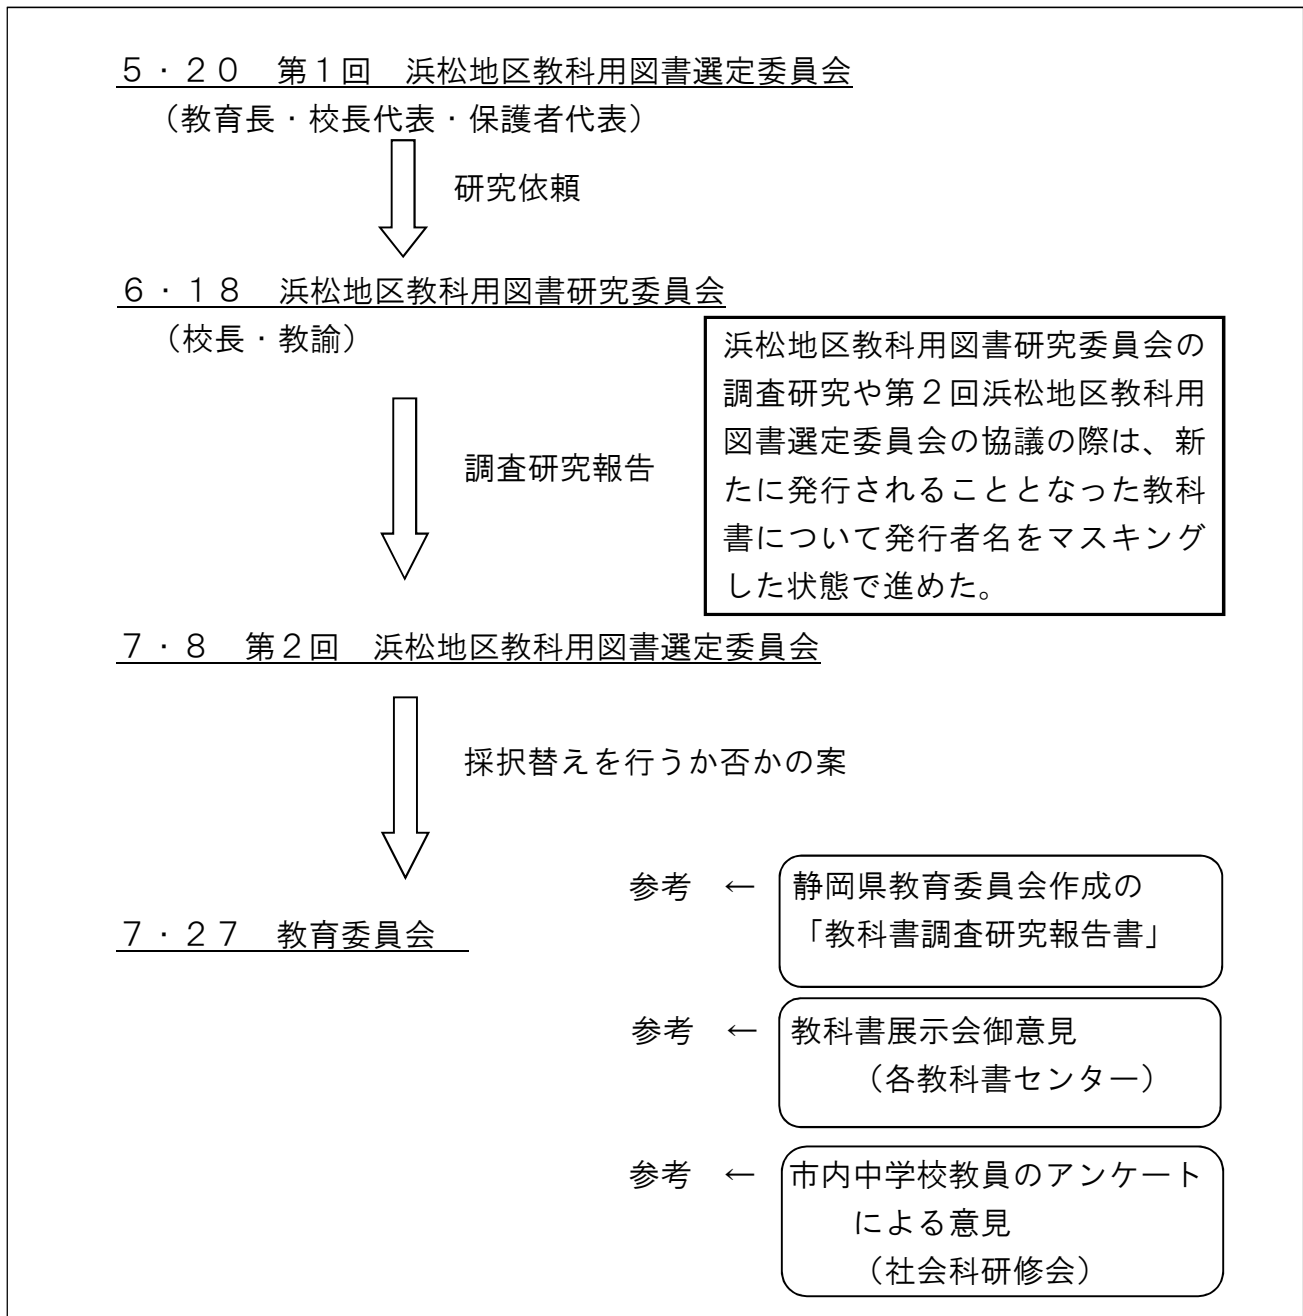 ５・２０　第１回　浜松地区教科用図書選定委員会
（教育長・校長代表・保護者代表）
研究依頼
６・１８　浜松地区教科用図書研究委員会
（校長・教諭）
浜松地区教科用図書研究委員会の
調査研究や第２回浜松地区教科用
図書選定委員会の協議の際は、新
たに発行されることとなった教科
書について発行者名をマスキング
した状態で進めた。
調査研究報告
７・８　第２回　浜松地区教科用図書選定委員会
採択替えを行うか否かの案
７・２７　教育委員会
参考　←　静岡県教育委員会作成の
「教科書調査研究報告書」
参考　←　教科書展示会御意見
（各教科書センター）
参考　←　市内中学校教員のアンケート
による意見
（社会科研修会）